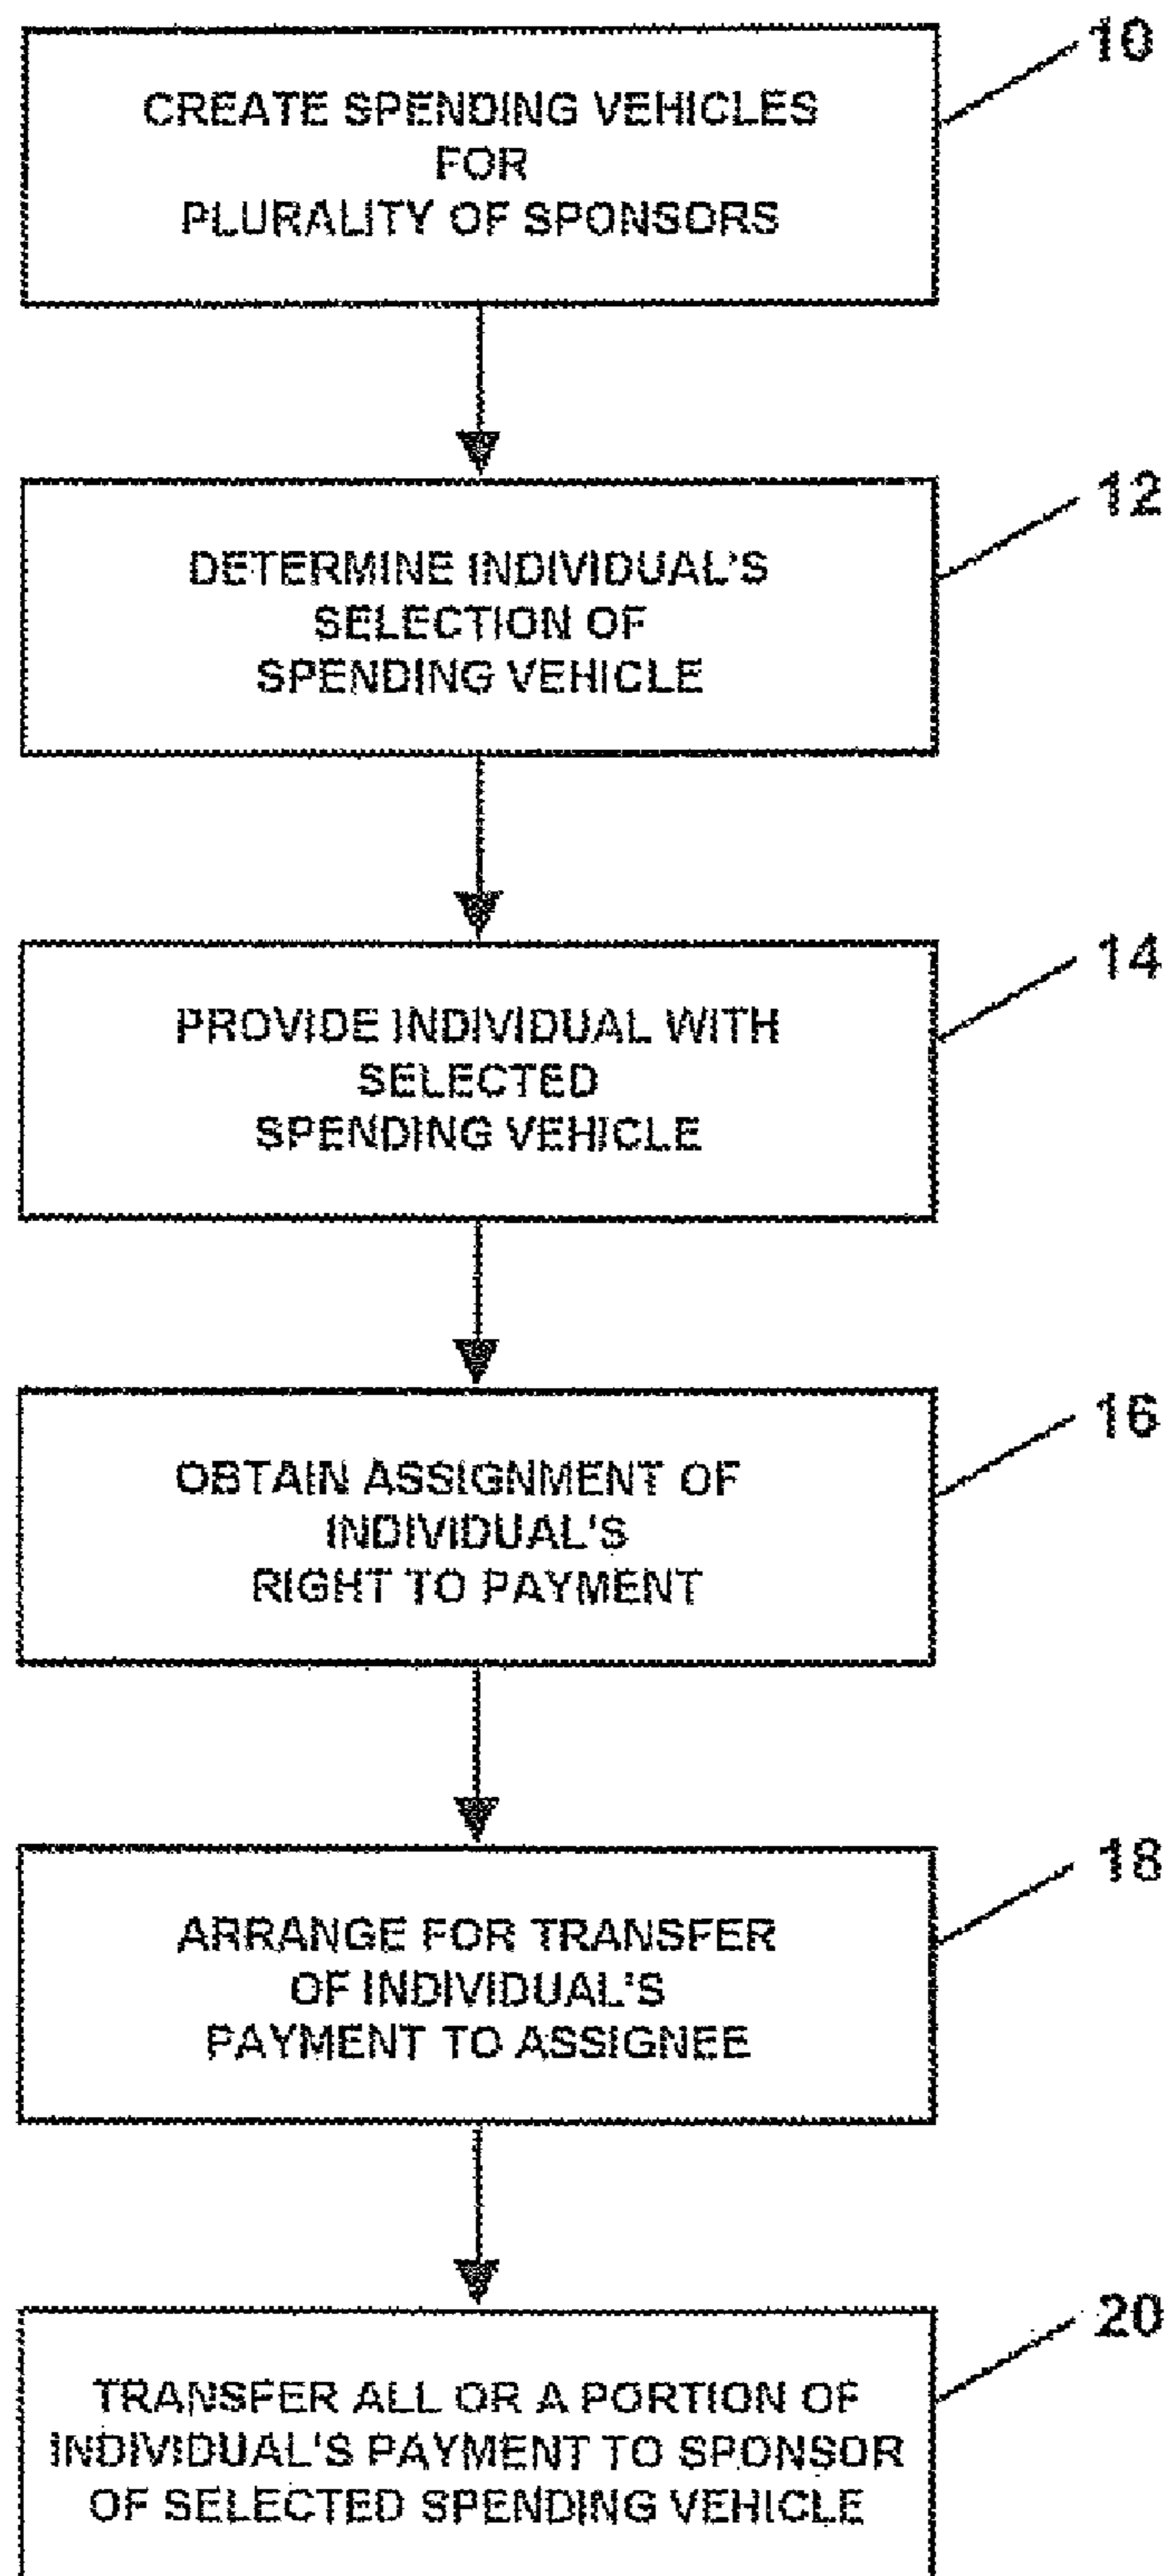 10
CREATE SPENDING VEHICLES
FOR
PLURALITY OF SPONSORS
12
DETERMINE INDIVIDUAL'S
SELECTION OF
SPENDING VEHICLE
14
PROVIDE INDIVIDUAL WITH
SELECTED
SPENDING VEHICLE
16
OBTAIN ASSIGNMENT OF
INDIVIDUAL'S
RIGHT TO PAYMENT
18
ARRANGE FOR TRANSFER
OF INDIVIDUAL'S
PAYMENT TO ASSIGNEE
20
TRANSFER ALL OR A PORTION OF
INDIVIDUAL'S PAYMENT TO SPONSOR
OF SELECTED SPENDING VEHICLE